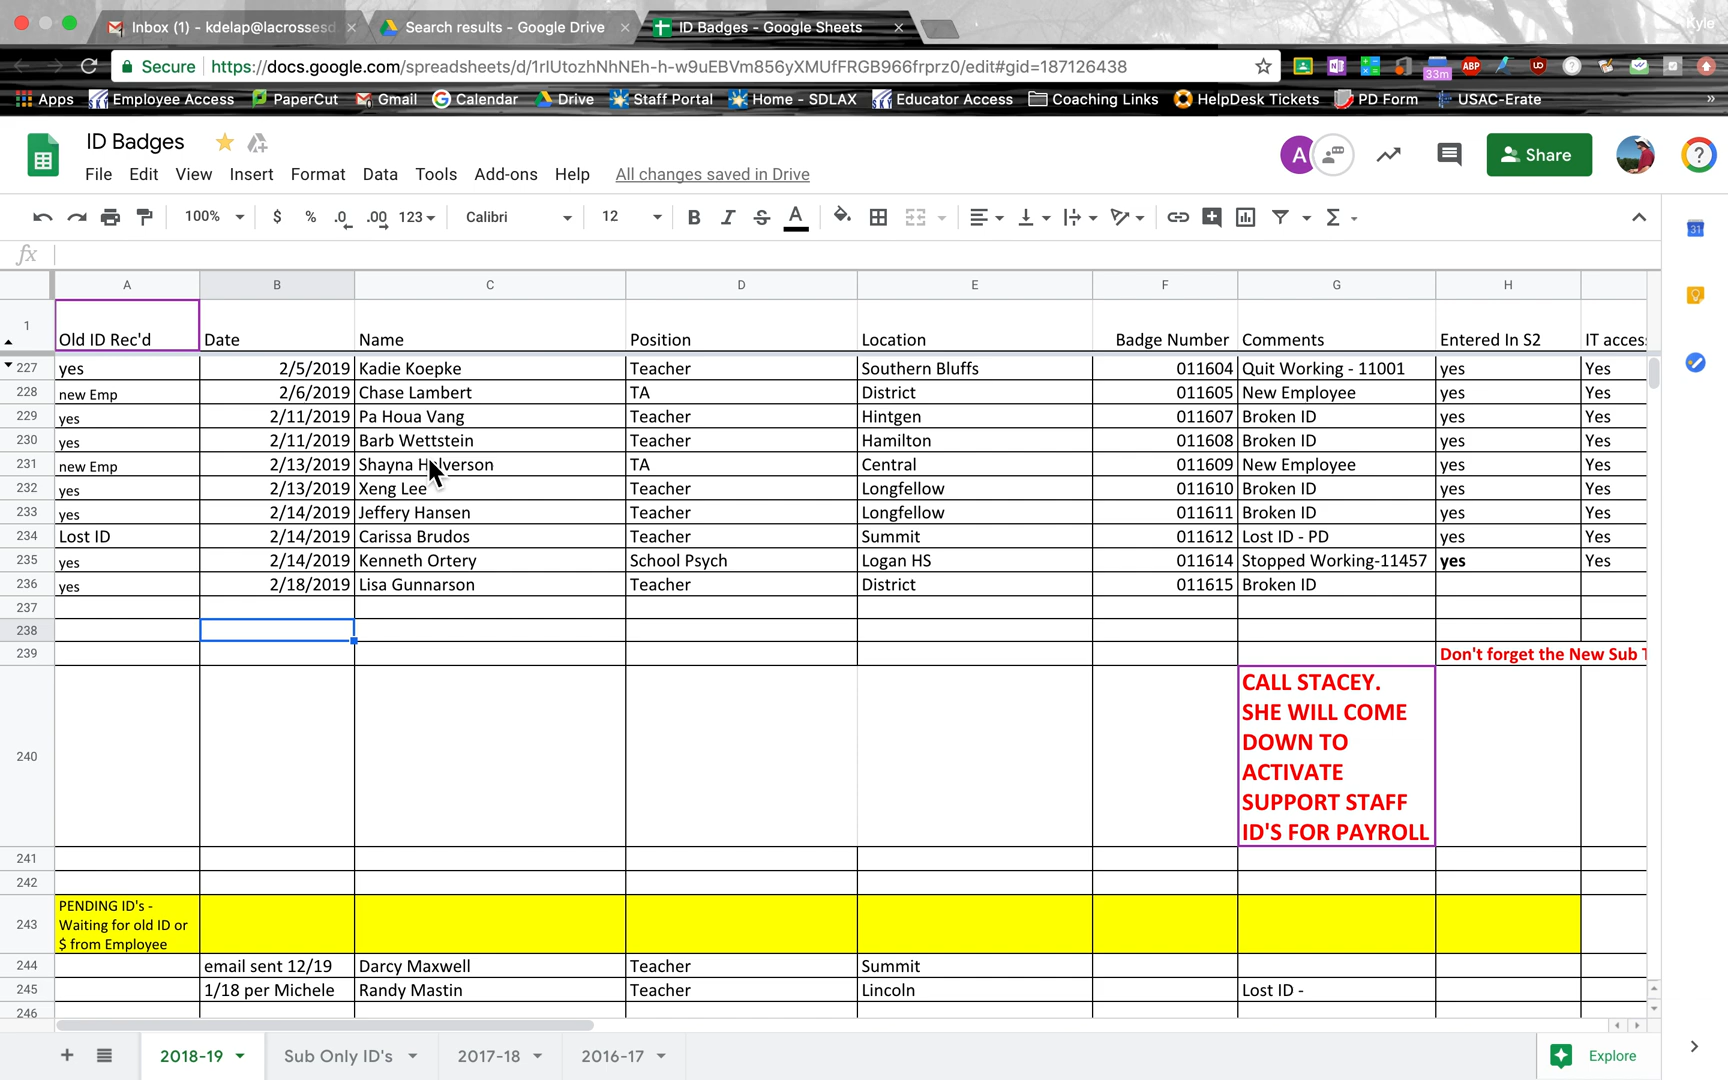 Inbox (1) - kdelap@lacrossesd
Search results - Google Drive
ID Badges - Google Sheets
Kyle
Secure
https://docs.google.com/spreadsheets/d/1rIUtozhNhNEh-h-w9uEBVm856yXMUfFRGB966frprz0/edit#gid=187126438
33m
ABP
Apps Employee Access PaperCut Gmail Calendar Drive Staff Portal Home - SDLAX Educator Access Coaching Links HelpDesk Tickets PD Form USAC-Erate »
ID Badges
A
Share
File Edit View Insert Format Data Tools Add-ons Help All changes saved in Drive
100% $ % .0 .00 123 Calibri 12 B I S A Σ
31
fx
A B C D E F G H
1 Old ID Rec'd Date Name Position Location Badge Number Comments Entered In S2 IT acces
227 yes 2/5/2019 Kadie Koepke Teacher Southern Bluffs 011604 Quit Working - 11001 yes Yes
228 new Emp 2/6/2019 Chase Lambert TA District 011605 New Employee yes Yes
229 yes 2/11/2019 Pa Houa Vang Teacher Hintgen 011607 Broken ID yes Yes
230 yes 2/11/2019 Barb Wettstein Teacher Hamilton 011608 Broken ID yes Yes
231 new Emp 2/13/2019 Shayna Halverson TA Central 011609 New Employee yes Yes
232 yes 2/13/2019 Xeng Lee Teacher Longfellow 011610 Broken ID yes Yes
233 yes 2/14/2019 Jeffery Hansen Teacher Longfellow 011611 Broken ID yes Yes
234 Lost ID 2/14/2019 Carissa Brudos Teacher Summit 011612 Lost ID - PD yes Yes
235 yes 2/14/2019 Kenneth Ortery School Psych Logan HS 011614 Stopped Working-11457 yes Yes
236 yes 2/18/2019 Lisa Gunnarson Teacher District 011615 Broken ID
237
238
239 Don't forget the New Sub T
240
CALL STACEY.
SHE WILL COME
DOWN TO
ACTIVATE
SUPPORT STAFF
ID'S FOR PAYROLL
241
242
243
PENDING ID's -
Waiting for old ID or
$ from Employee
244 email sent 12/19 Darcy Maxwell Teacher Summit
245 1/18 per Michele Randy Mastin Teacher Lincoln Lost ID -
246
+ 2018-19 Sub Only ID's 2017-18 2016-17 Explore